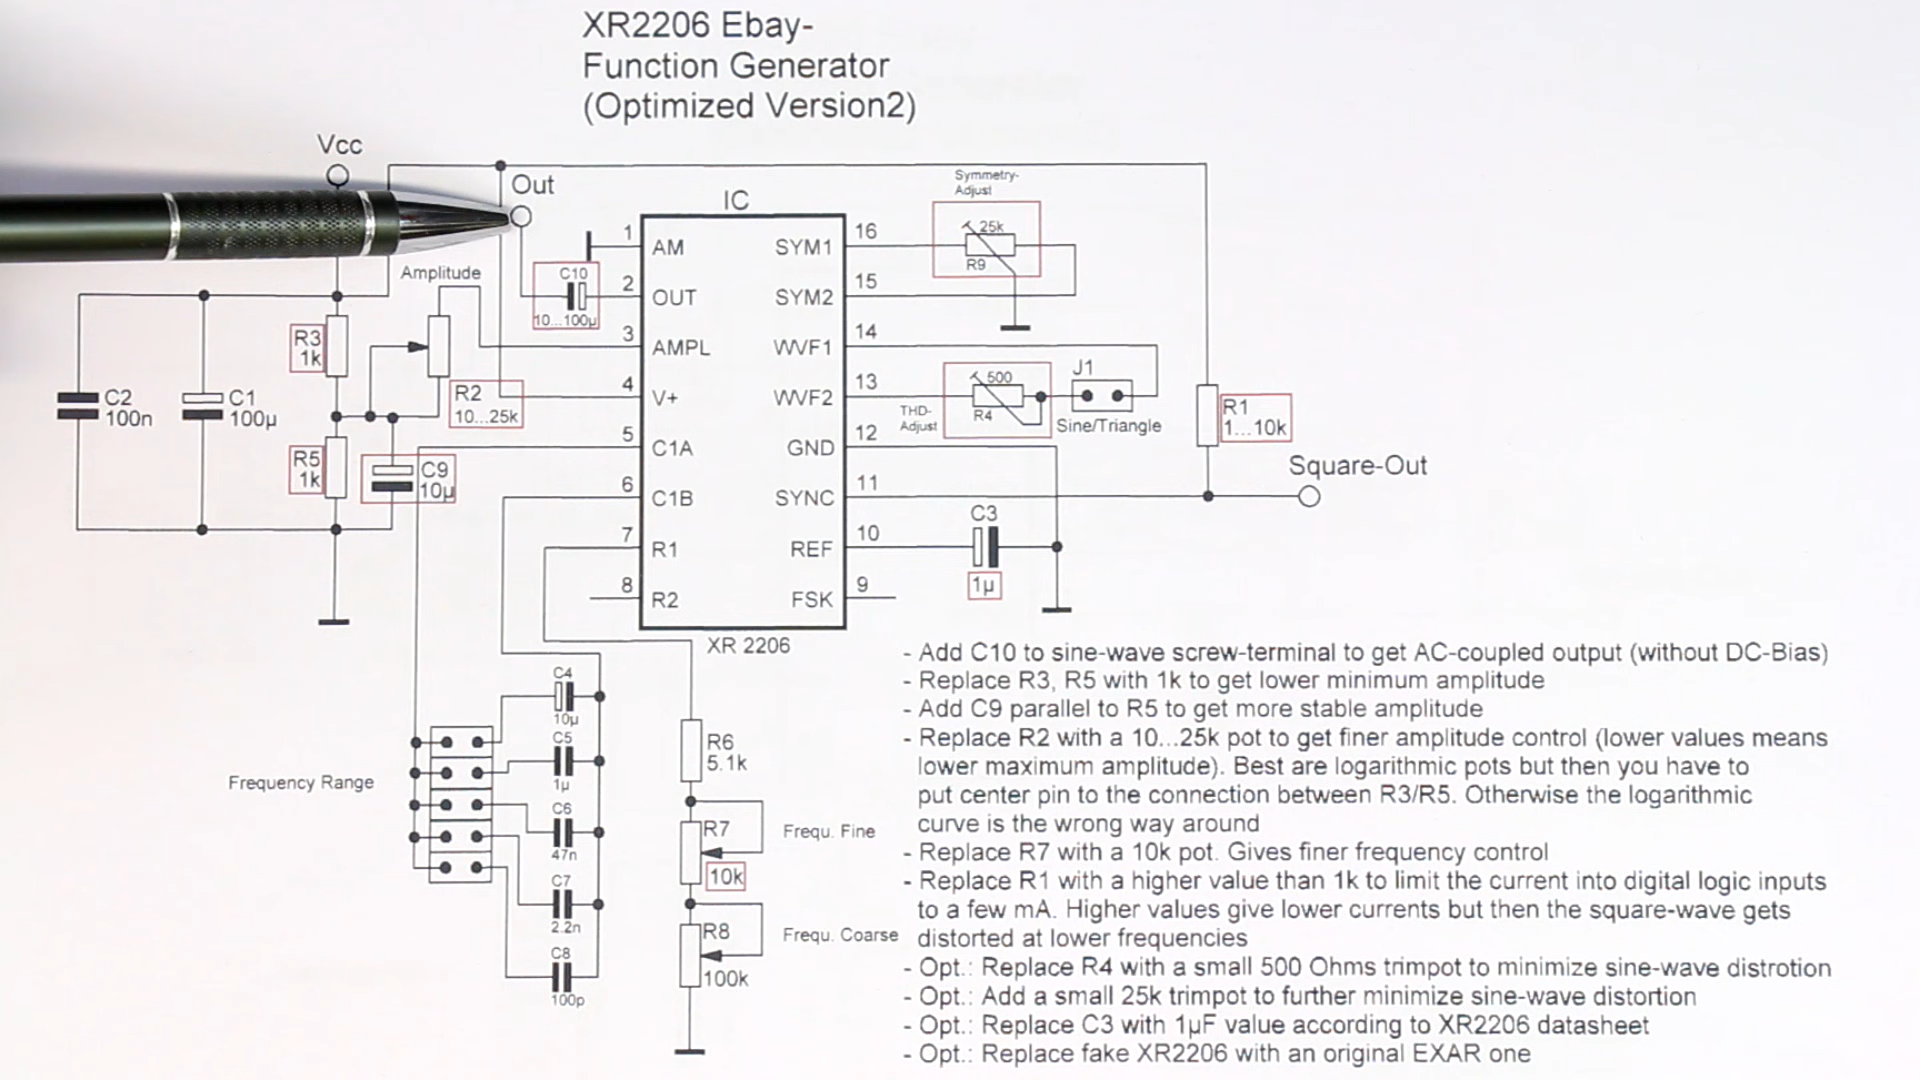 XR2206 Ebay-
Function Generator
(Optimized Version2)
Vcc
Out
IC
Symmetry-
Adjust
25k
R9
1
AM
SYM1
16
Amplitude
C10
10...100µ
2
OUT
SYM2
15
R3
1k
3
AMPL
WVF1
14
C2
100n
C1
100µ
R2
10...25k
4
V+
WVF2
13
THD-
Adjust
500
R4
J1
Sine/Triangle
R1
1...10k
R5
1k
C9
10µ
5
C1A
GND
12
Square-Out
6
C1B
SYNC
11
7
R1
REF
10
C3
1µ
8
R2
FSK
9
XR 2206
Frequency Range
C4
10µ
C5
1µ
C6
47n
C7
2.2n
C8
100p
R6
5.1k
R7
10k
Frequ. Fine
R8
100k
Frequ. Coarse
- Add C10 to sine-wave screw-terminal to get AC-coupled output (without DC-Bias)
- Replace R3, R5 with 1k to get lower minimum amplitude
- Add C9 parallel to R5 to get more stable amplitude
- Replace R2 with a 10...25k pot to get finer amplitude control (lower values means
lower maximum amplitude). Best are logarithmic pots but then you have to
put center pin to the connection between R3/R5. Otherwise the logarithmic
curve is the wrong way around
- Replace R7 with a 10k pot. Gives finer frequency control
- Replace R1 with a higher value than 1k to limit the current into digital logic inputs
to a few mA. Higher values give lower currents but then the square-wave gets
distorted at lower frequencies
- Opt.: Replace R4 with a small 500 Ohms trimpot to minimize sine-wave distrotion
- Opt.: Add a small 25k trimpot to further minimize sine-wave distortion
- Opt.: Replace C3 with 1µF value according to XR2206 datasheet
- Opt.: Replace fake XR2206 with an original EXAR one